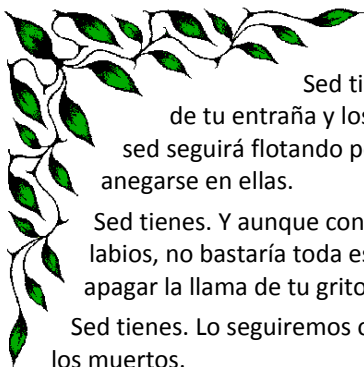 Sed ti
de tu entraña y los
sed seguirá flotando p
anegarse en ellas.
Sed tienes. Y aunque con
labios, no bastaría toda es
apagar la llama de tu grito
Sed tienes. Lo seguiremos
los muertos.